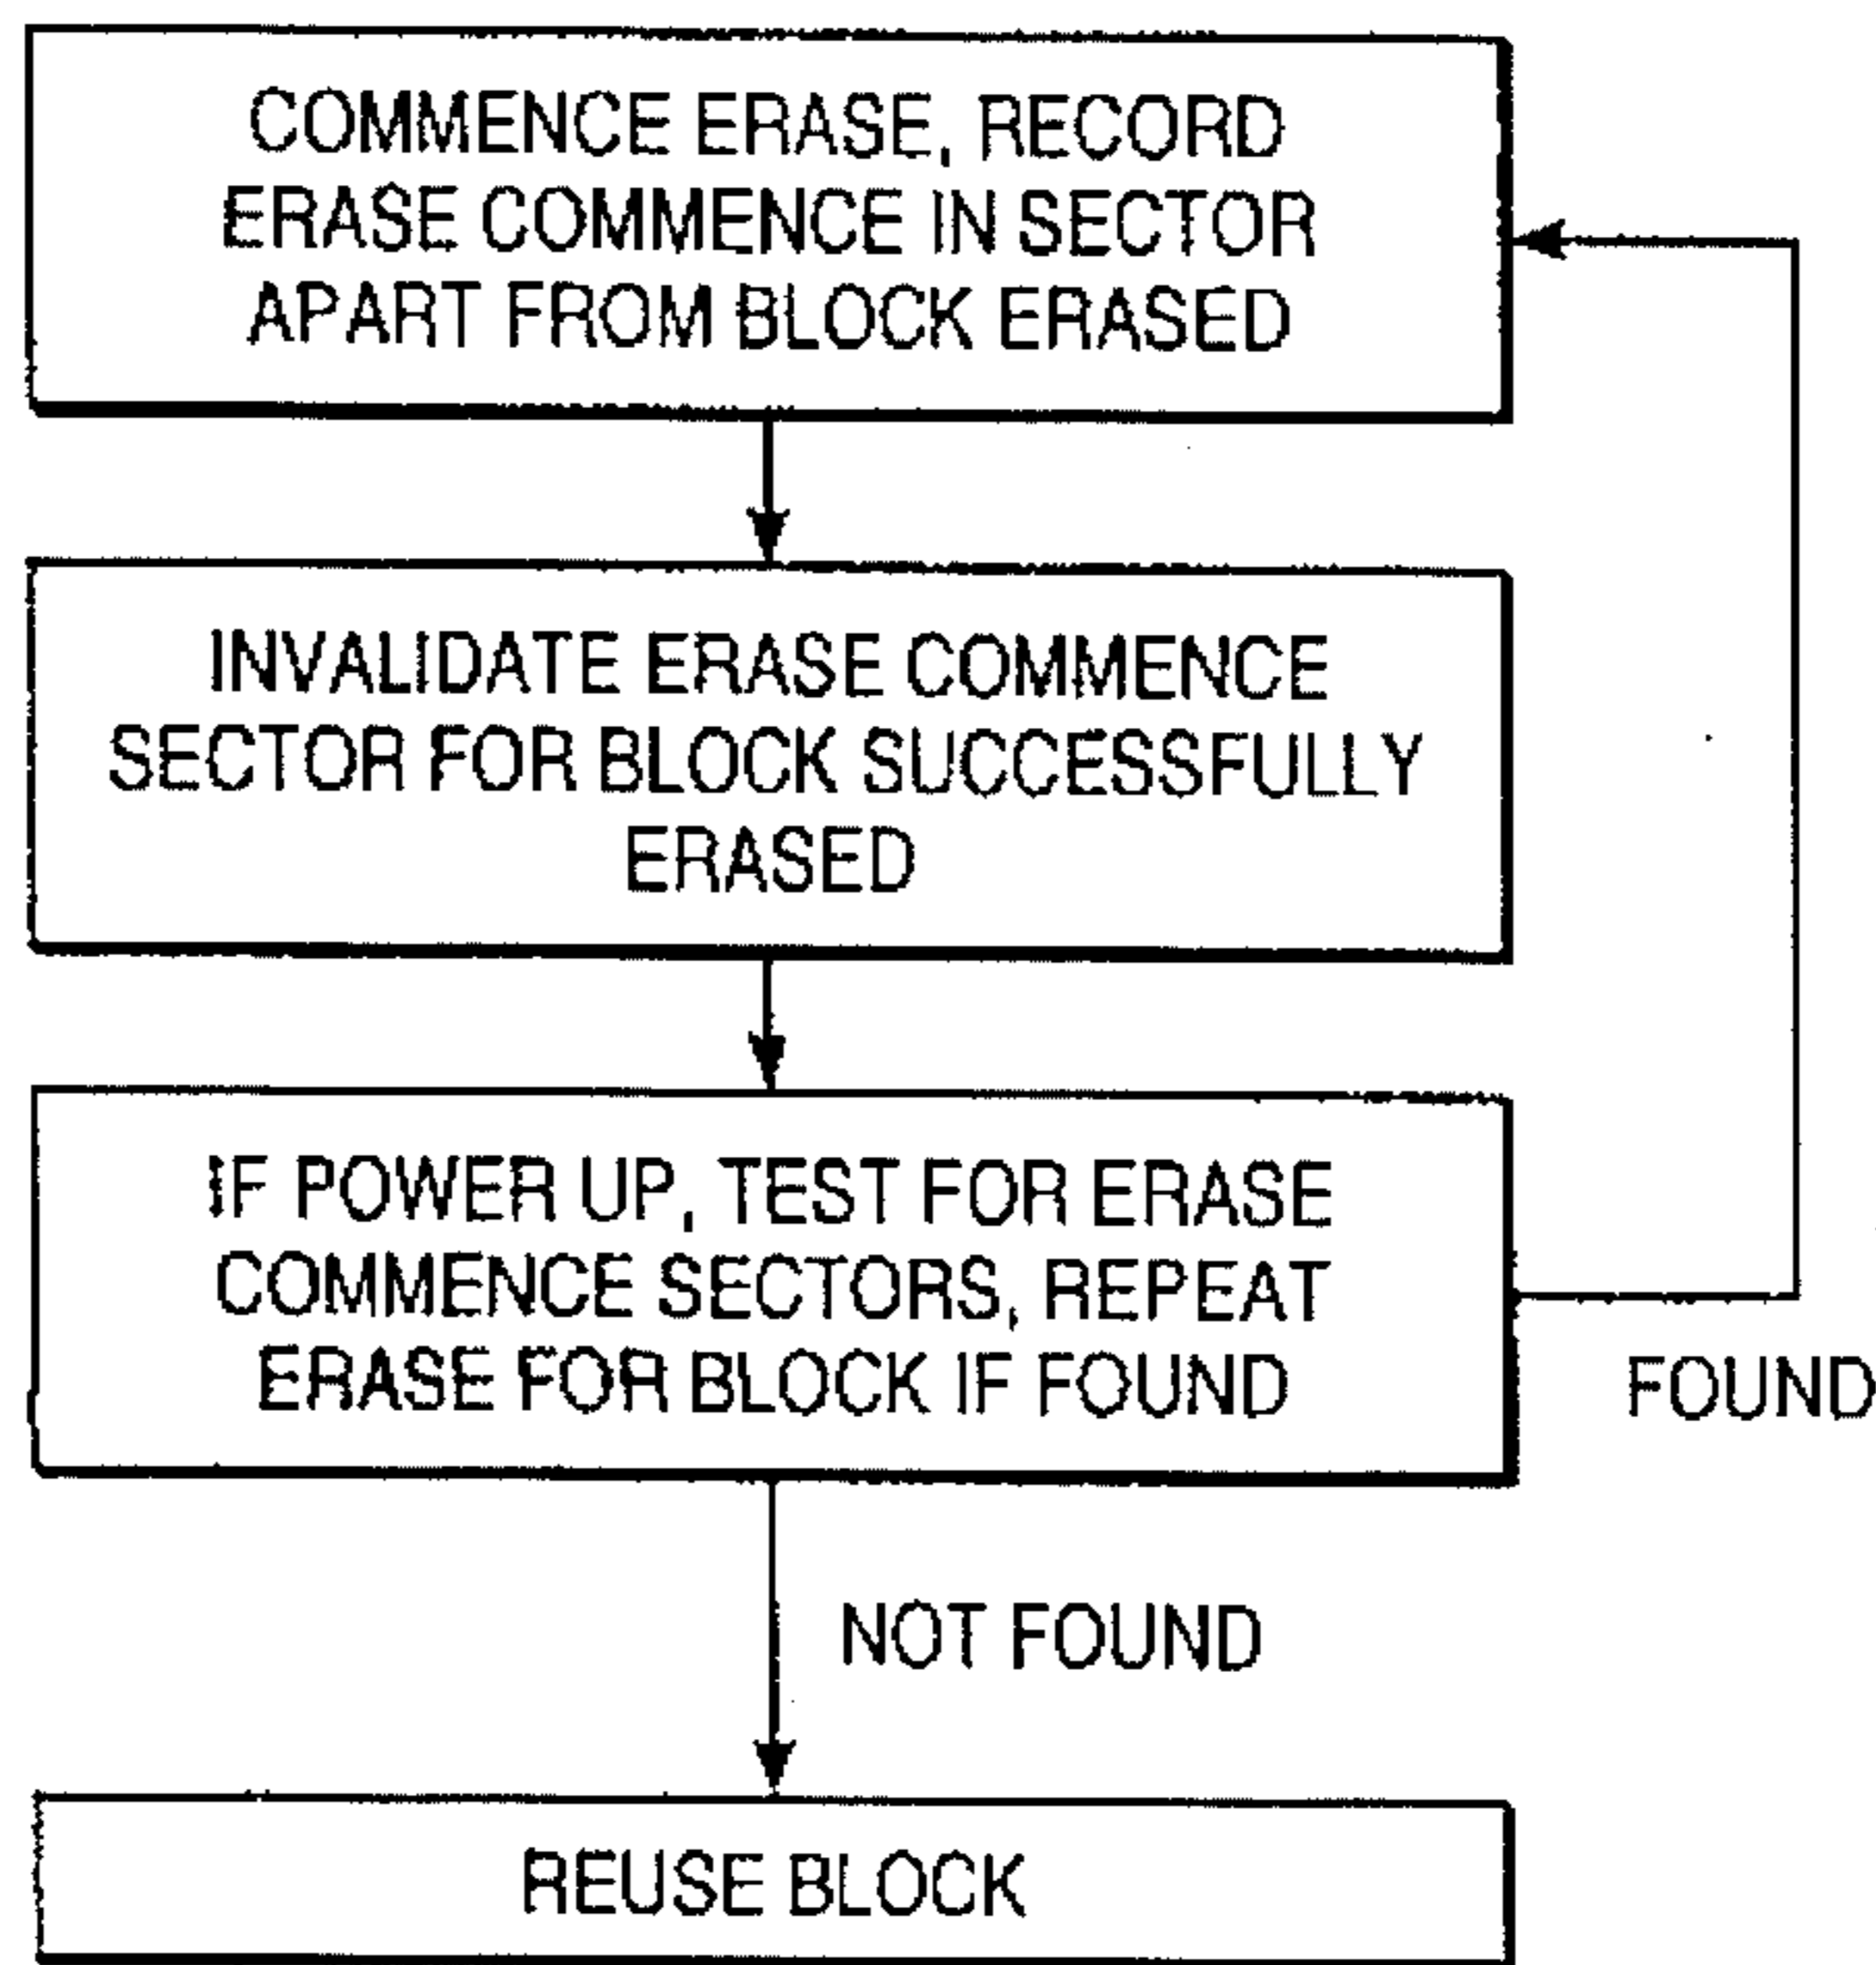 COMMENCE ERASE, RECORD
ERASE COMMENCE IN SECTOR
APART FROM BLOCK ERASED
INVALIDATE ERASE COMMENCE
SECTOR FOR BLOCK SUCCESSFULLY
ERASED
IF POWER UP, TEST FOR ERASE
COMMENCE SECTORS, REPEAT
ERASE FOR BLOCK IF FOUND
FOUND
NOT FOUND
REUSE BLOCK